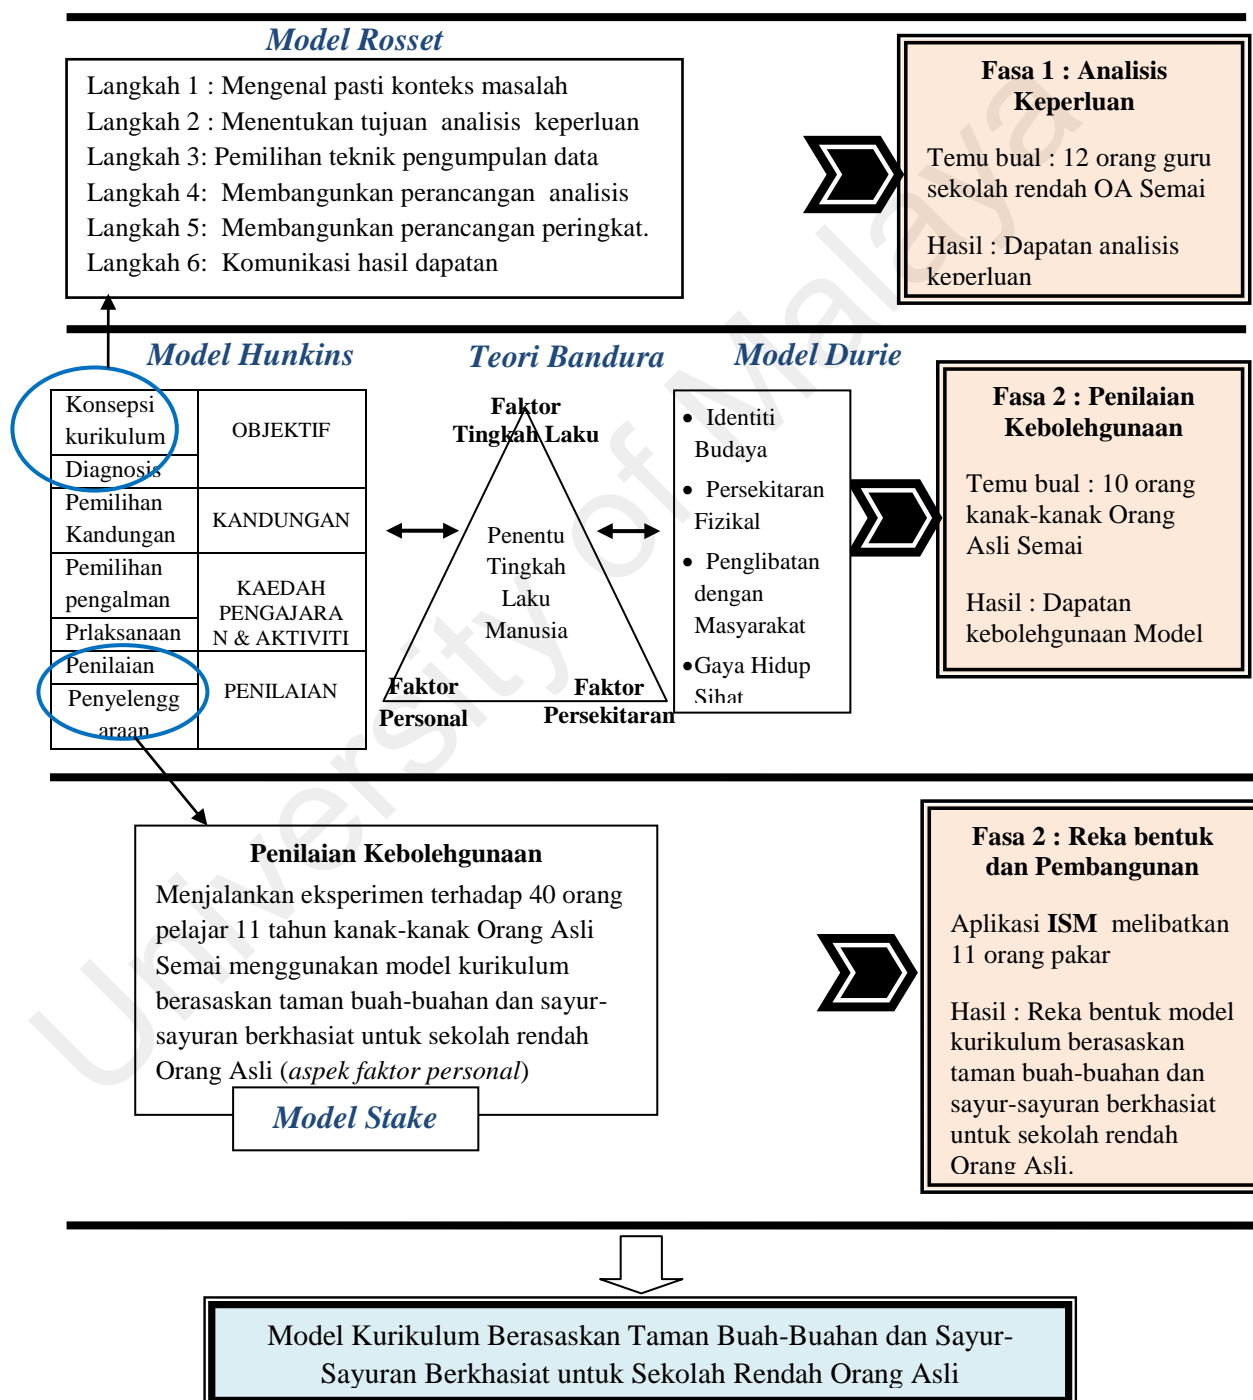 Model Rosset
Langkah 1 : Mengenal pasti konteks masalah
Langkah 2 : Menentukan tujuan analisis keperluan
Langkah 3: Pemilihan teknik pengumpulan data
Langkah 4: Membangunkan perancangan analisis
Langkah 5: Membangunkan perancangan peringkat.
Langkah 6: Komunikasi hasil dapatan
Fasa 1 : Analisis
Keperluan
Temu bual : 12 orang guru
sekolah rendah OA Semai
Hasil : Dapatan analisis
keperluan
Model Hunkins
Konsepsi
kurikulum
Diagnosis
OBJEKTIF
Pemilihan
Kandungan
KANDUNGAN
Pemilihan
pengalman
Prlaksanaan
KAEDAH
PENGAJARA
N & AKTIVITI
Penilaian
Penyelengg
araan
PENILAIAN
Teori Bandura
Faktor
Tingkah Laku
Penentu
Tingkah
Laku
Manusia
Faktor
Personal
Faktor
Persekitaran
Model Durie
• Identiti
Budaya
• Persekitaran
Fizikal
• Penglibatan
dengan
Masyarakat
•Gaya Hidup
Sihat
Fasa 2 : Penilaian
Kebolehgunaan
Temu bual : 10 orang
kanak-kanak Orang
Asli Semai
Hasil : Dapatan
kebolehgunaan Model
Penilaian Kebolehgunaan
Menjalankan eksperimen terhadap 40 orang
pelajar 11 tahun kanak-kanak Orang Asli
Semai menggunakan model kurikulum
berasaskan taman buah-buahan dan sayur-
sayuran berkhasiat untuk sekolah rendah
Orang Asli (aspek faktor personal)
Model Stake
Fasa 2 : Reka bentuk
dan Pembangunan
Aplikasi ISM melibatkan
11 orang pakar
Hasil : Reka bentuk model
kurikulum berasaskan
taman buah-buahan dan
sayur-sayuran berkhasiat
untuk sekolah rendah
Orang Asli.
Model Kurikulum Berasaskan Taman Buah-Buahan dan Sayur-
Sayuran Berkhasiat untuk Sekolah Rendah Orang Asli
University of Malaya